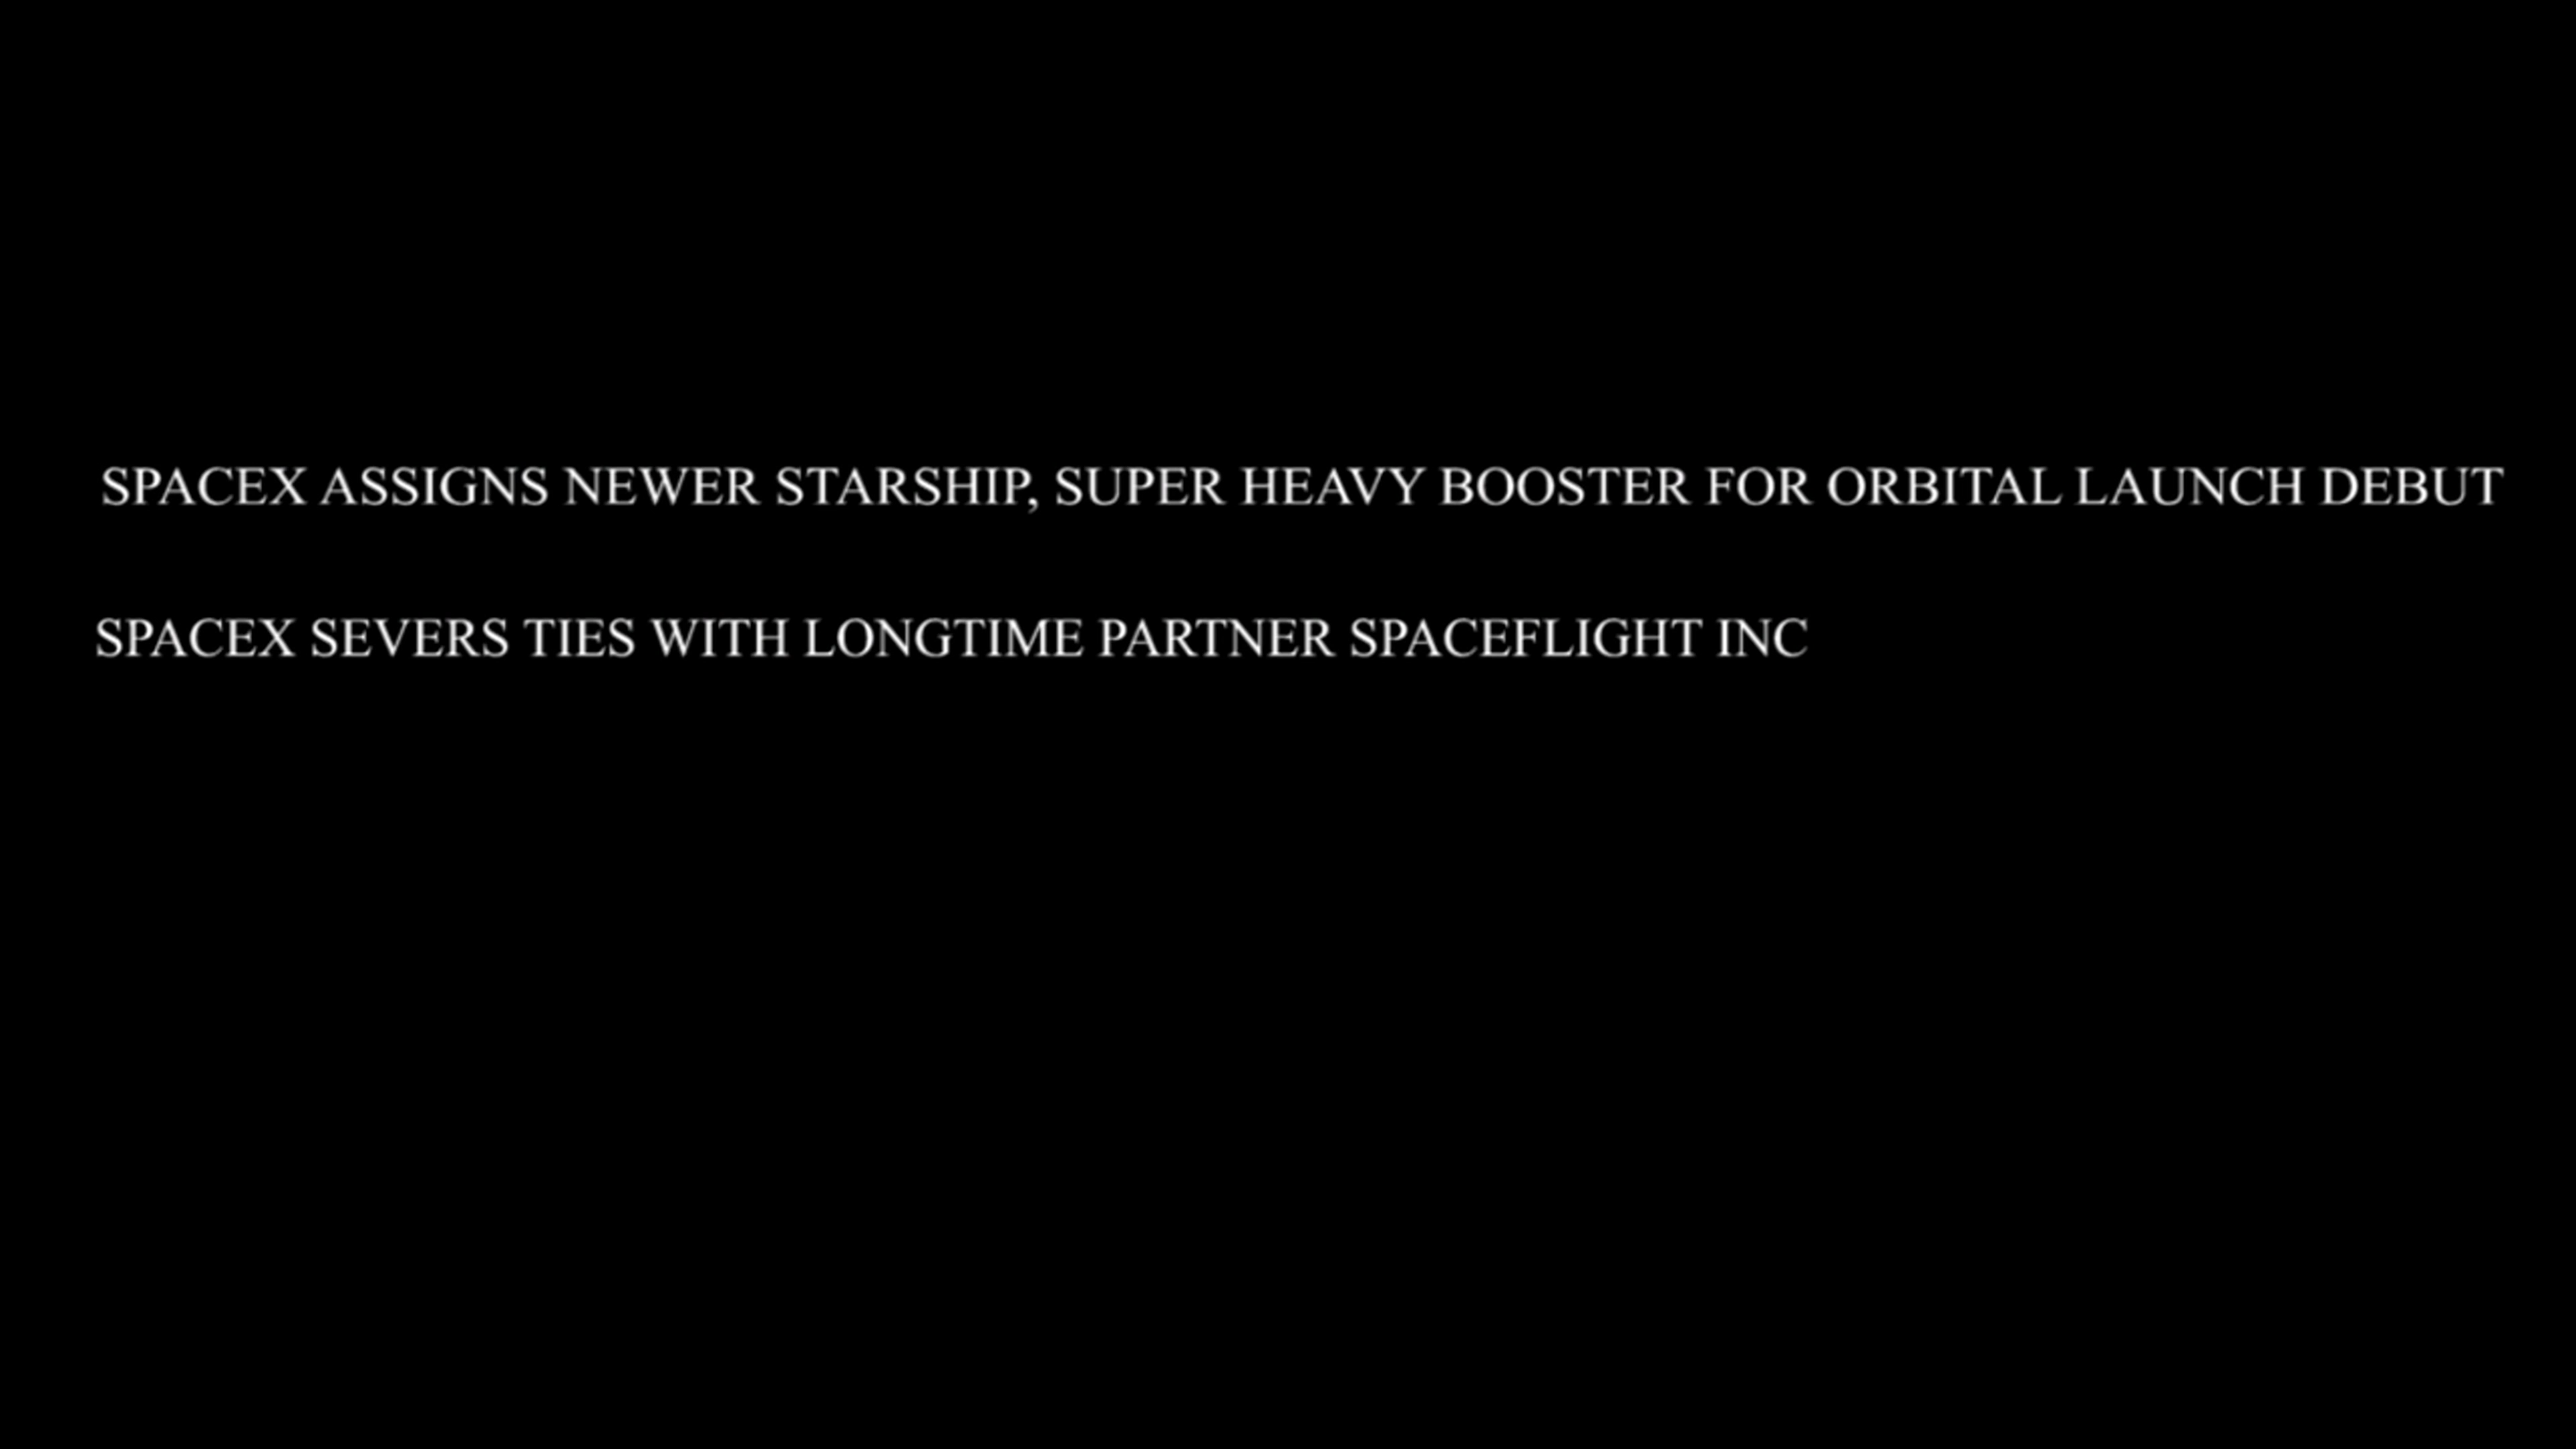 SPACEX ASSIGNS NEWER STARSHIP, SUPER HEAVY BOOSTER FOR ORBITAL LAUNCH DEBUT
SPACEX SEVERS TIES WITH LONGTIME PARTNER SPACEFLIGHT INC